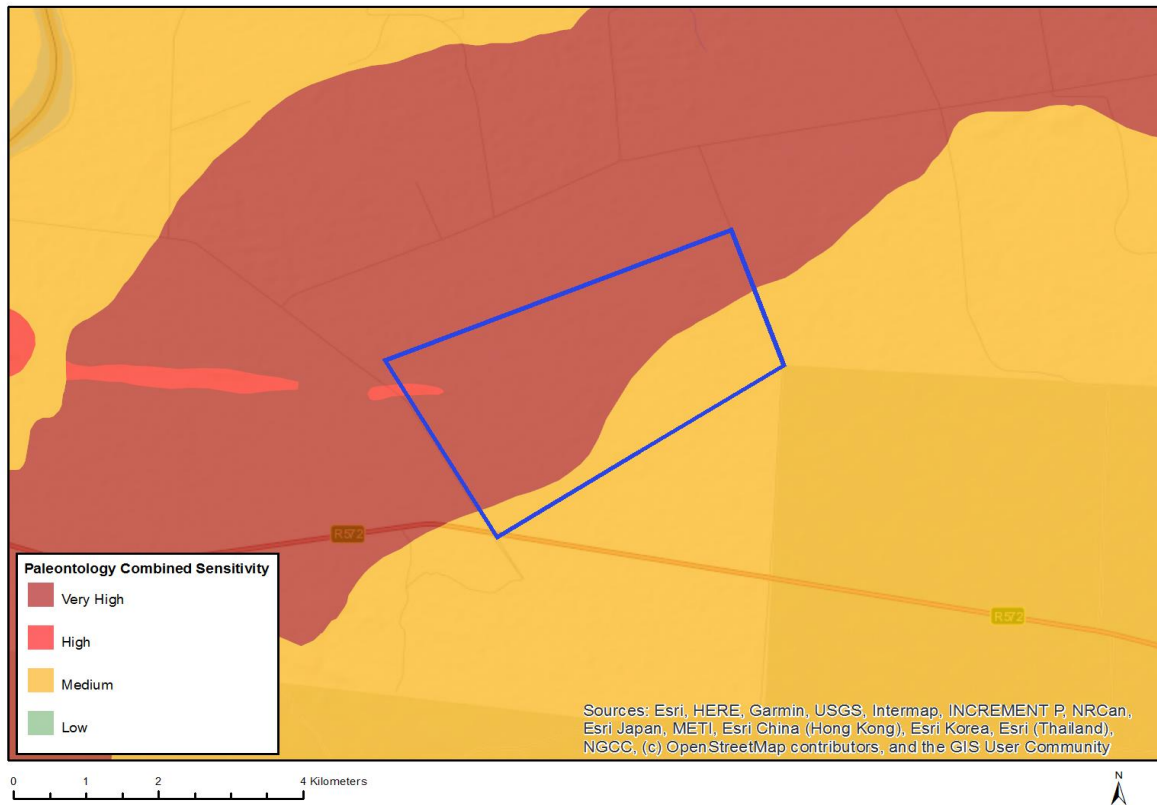 R572
R572
Paleontology Combined Sensitivity
Very High
High
Medium
Low
Sources: Esri, HERE, Garmin, USGS, Intermap, INCREMENT P, NRCan,
Esri Japan, METI, Esri China (Hong Kong), Esri Korea, Esri (Thailand),
NGCC, (c) OpenStreetMap contributors, and the GIS User Community
0 1 2 4 Kilometers
N